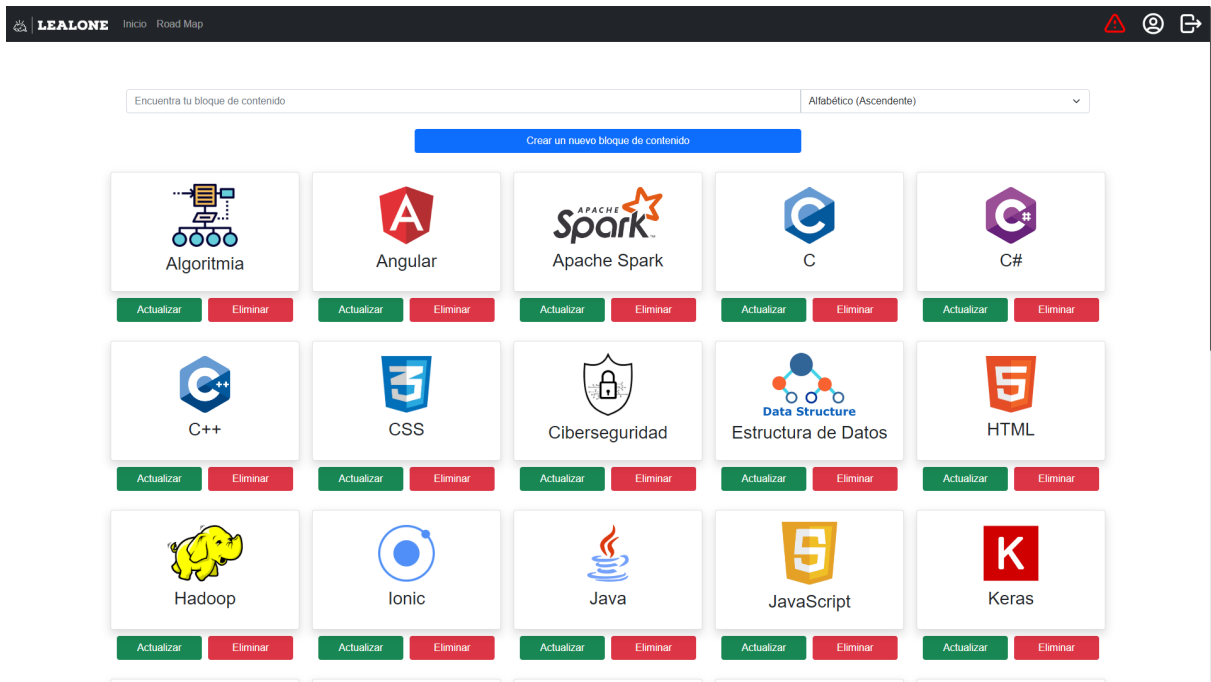 LEALONE Inicio Road Map
Encuentra tu bloque de contenido Alfabético (Ascendente)
Crear un nuevo bloque de contenido
APACHE
Spark
Algoritmia Angular Apache Spark C C#
Actualizar Eliminar Actualizar Eliminar Actualizar Eliminar Actualizar Eliminar Actualizar Eliminar
Data Structure
C++ CSS Ciberseguridad Estructura de Datos HTML
Actualizar Eliminar Actualizar Eliminar Actualizar Eliminar Actualizar Eliminar Actualizar Eliminar
Hadoop Ionic Java JavaScript Keras
Actualizar Eliminar Actualizar Eliminar Actualizar Eliminar Actualizar Eliminar Actualizar Eliminar